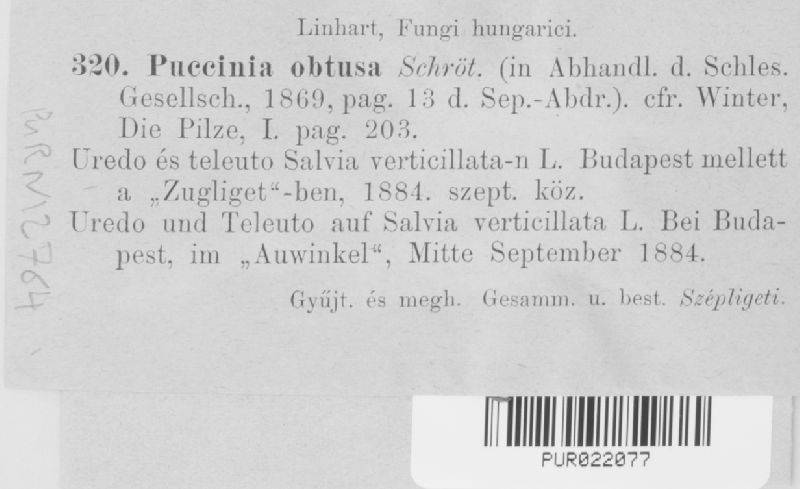 Linhart, Fungi hungarici.
320. Puccinia obtusa Schröt. (in Abhandl. d. Schles.
Gesellsch., 1869, pag. 13 d. Sep.-Abdr.). cfr. Winter,
Die Pilze, I. pag. 203.
Uredo és teleuto Salvia verticillata-n L. Budapest mellett
a „Zugliget“-ben, 1884. szept. köz.
Uredo und Teleuto auf Salvia verticillata L. Bei Buda-
pest, im „Auwinkel“, Mitte September 1884.
Gyűjt. és megh. Gesamm. u. best. Szépligeti.
PUR N12764
PUR022077